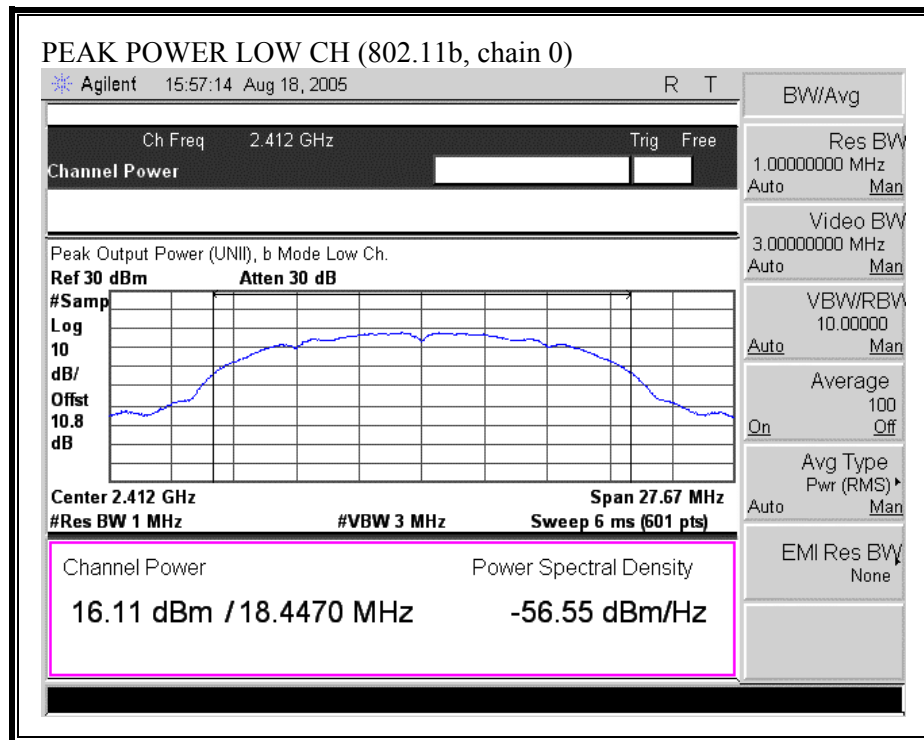 PEAK POWER LOW CH (802.11b, chain 0)
Agilent 15:57:14 Aug 18, 2005 R T
Ch Freq 2.412 GHz Trig Free
Channel Power
Peak Output Power (UNII), b Mode Low Ch.
Ref 30 dBm Atten 30 dB
#Samp
Log
10
dB/
Offst
10.8
dB
Center 2.412 GHz Span 27.67 MHz
#Res BW 1 MHz #VBW 3 MHz Sweep 6 ms (601 pts)
Channel Power Power Spectral Density
16.11 dBm / 18.4470 MHz -56.55 dBm/Hz
BW/Avg
Res BW
1.00000000 MHz
Auto Man
Video BW
3.00000000 MHz
Auto Man
VBW/RBW
10.00000
Auto Man
Average
100
On Off
Avg Type
Pwr (RMS)
Auto Man
EMI Res BW
None